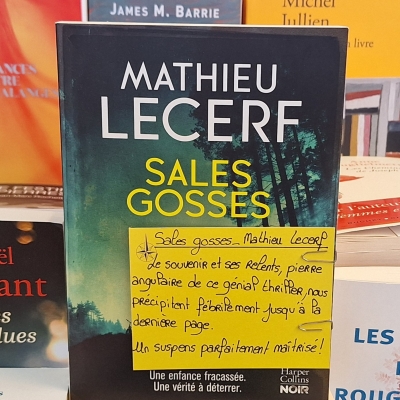 JAMES M. BARRIE
Michel
Jullien
MATHIEU
LECERF
SALES
GOSSES
Sales gosses_ Mathieu Lecerf
Le souvenir et ses relents, pierre
angulaire de ce génial thriller, nous
précipitent fébrilement jusqu'à la
dernière page.
Un suspens parfaitement maîtrisé !
Une enfance fracassée.
Une vérité à déterrer.
Harper
Collins
NOIR
LES
ROUG